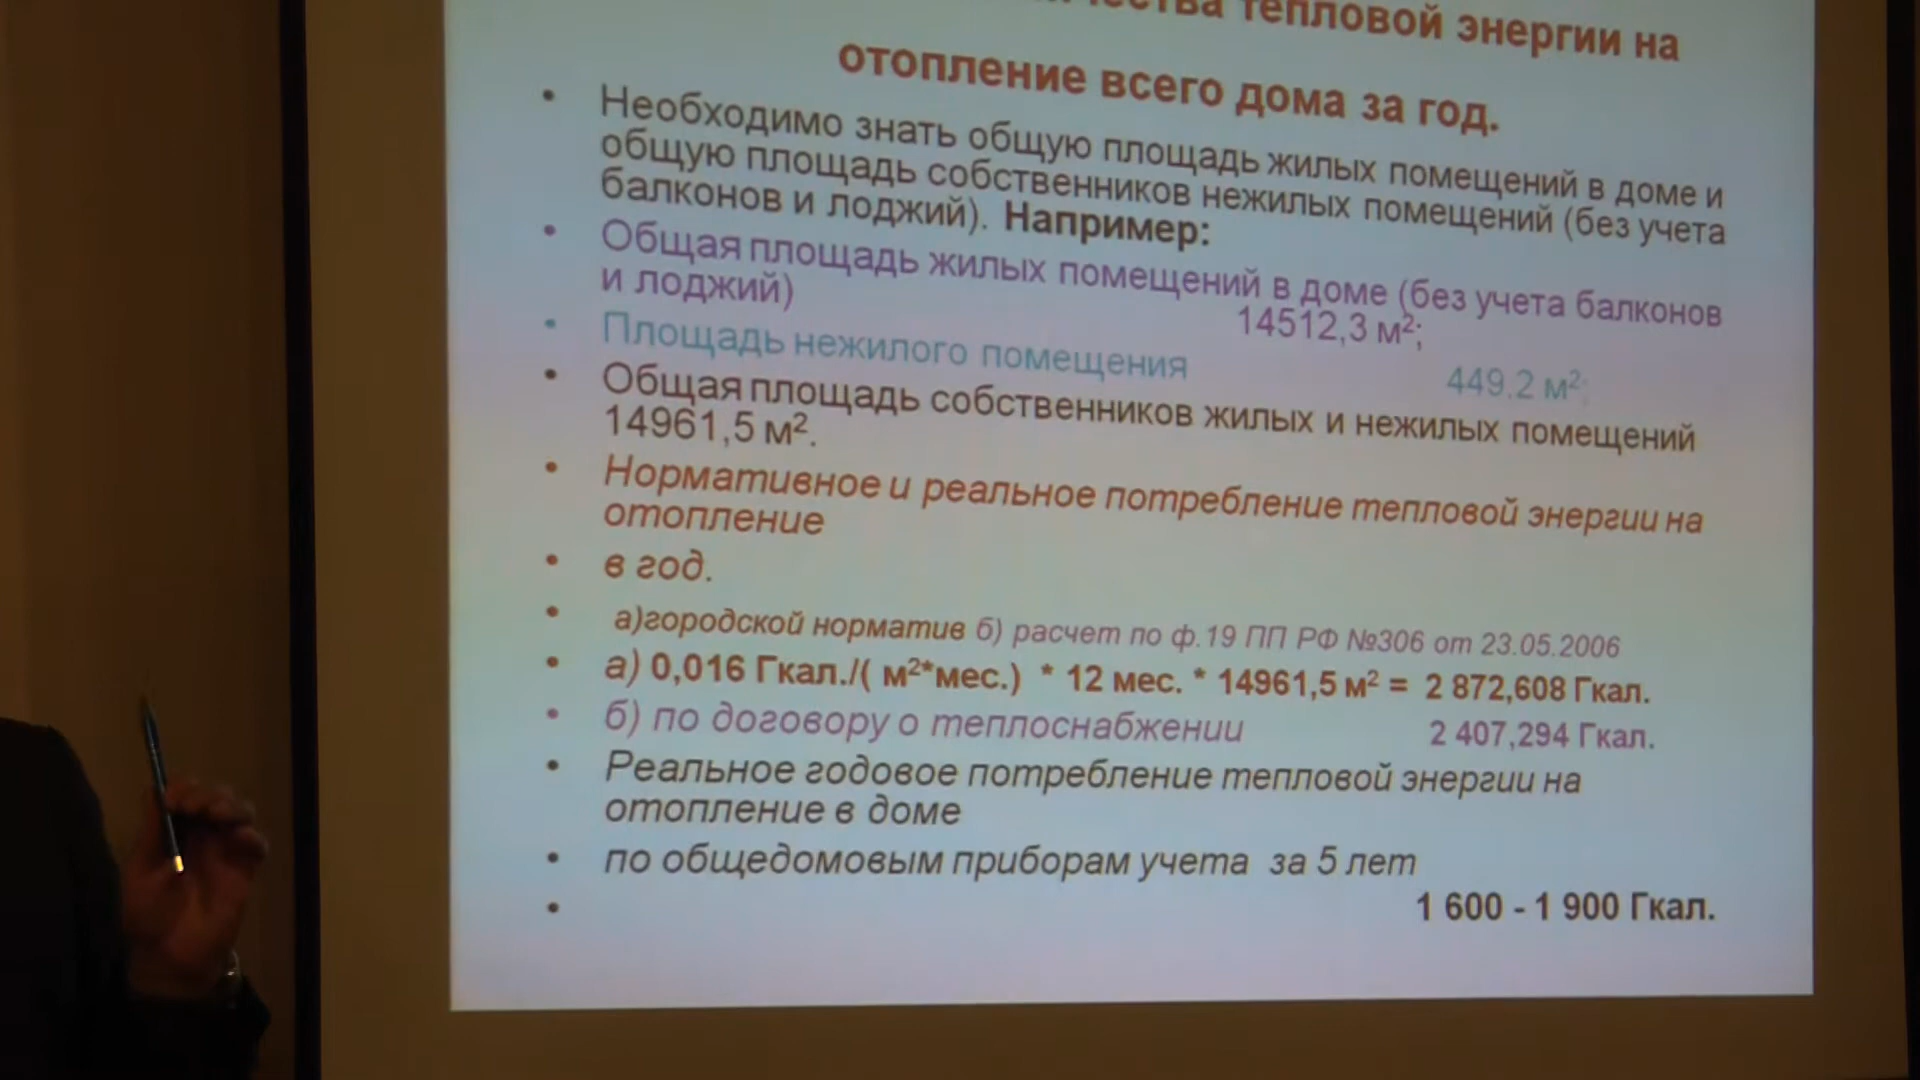 тепловой энергии на
отопление всего дома за год.
• Необходимо знать общую площадь жилых помещений в доме и
общую площадь собственников нежилых помещений (без учета
балконов и лоджий). Например:
• Общая площадь жилых помещений в доме (без учета балконов
и лоджий) 14512,3 м²;
• Площадь нежилого помещения 449.2 м²;
• Общая площадь собственников жилых и нежилых помещений
14961,5 м².
• Нормативное и реальное потребление тепловой энергии на
отопление
• в год.
• а)городской норматив б) расчет по ф.19 ПП РФ №306 от 23.05.2006
• а) 0,016 Гкал./( м²*мес.) * 12 мес. * 14961,5 м² = 2 872,608 Гкал.
• б) по договору о теплоснабжении 2 407,294 Гкал.
• Реальное годовое потребление тепловой энергии на
отопление в доме
• по общедомовым приборам учета за 5 лет
• 1 600 - 1 900 Гкал.